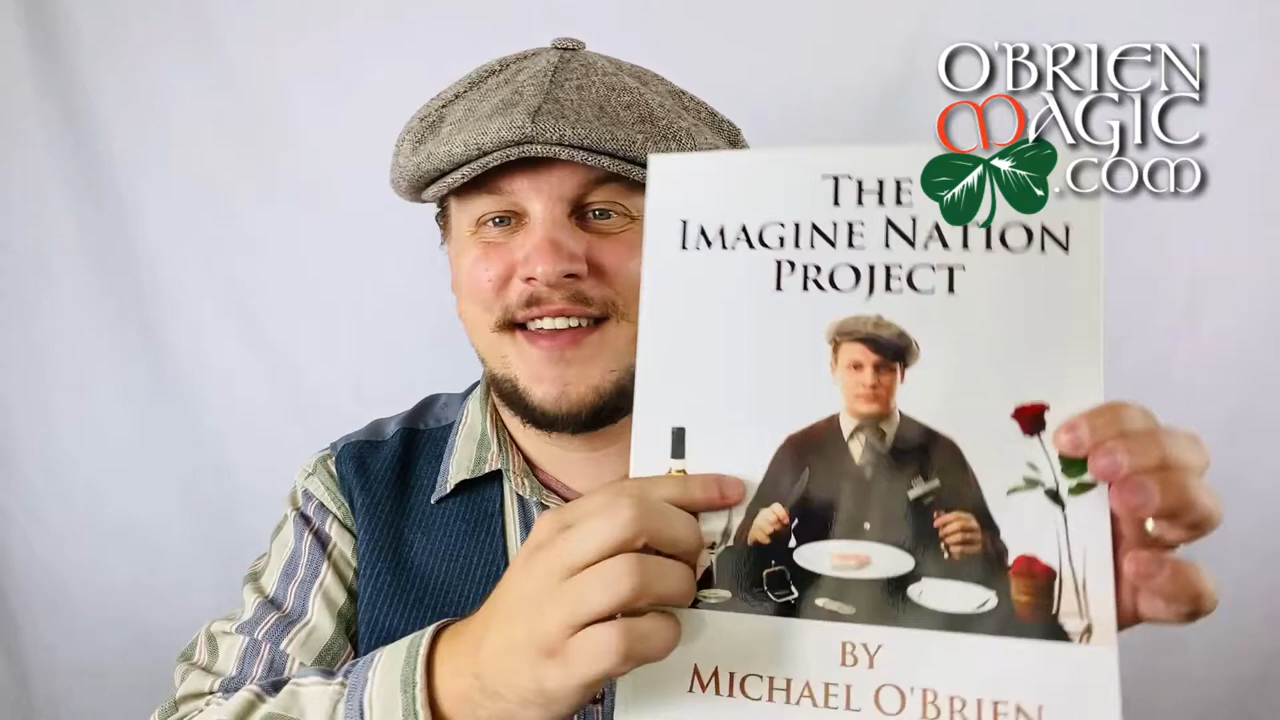 O'BRIEN
MAGIC
.COM
THE
IMAGINE NATION
PROJECT
BY
MICHAEL O'BRIEN